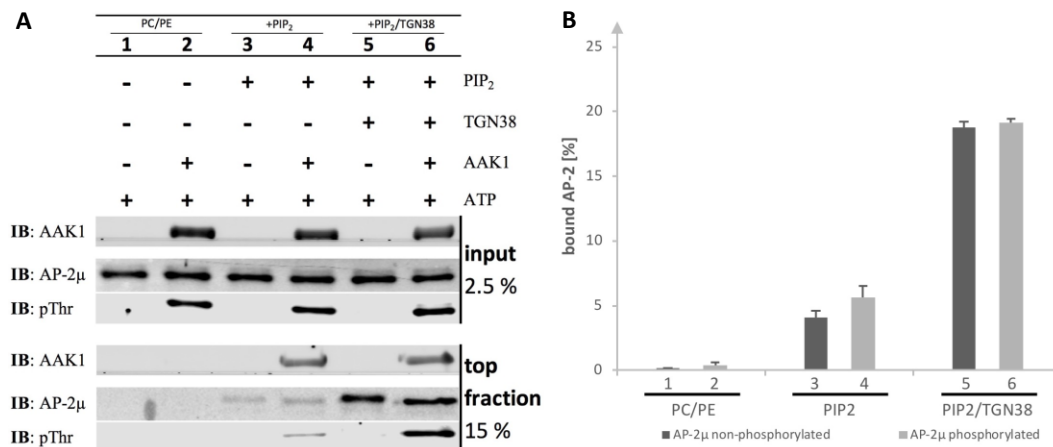 A
PC/PE +PIP₂ +PIP₂/TGN38
1 2 3 4 5 6
- - + + + + PIP₂
- - - - + + TGN38
- + - + - + AAK1
+ + + + + + ATP
IB: AAK1
IB: AP-2μ
IB: pThr
input
2.5 %
IB: AAK1
IB: AP-2μ
IB: pThr
top
fraction
15 %
B
bound AP-2 [%]
25
20
15
10
5
0
1 2 3 4 5 6
PC/PE PIP2 PIP2/TGN38
AP-2μ non-phosphorylated AP-2μ phosphorylated